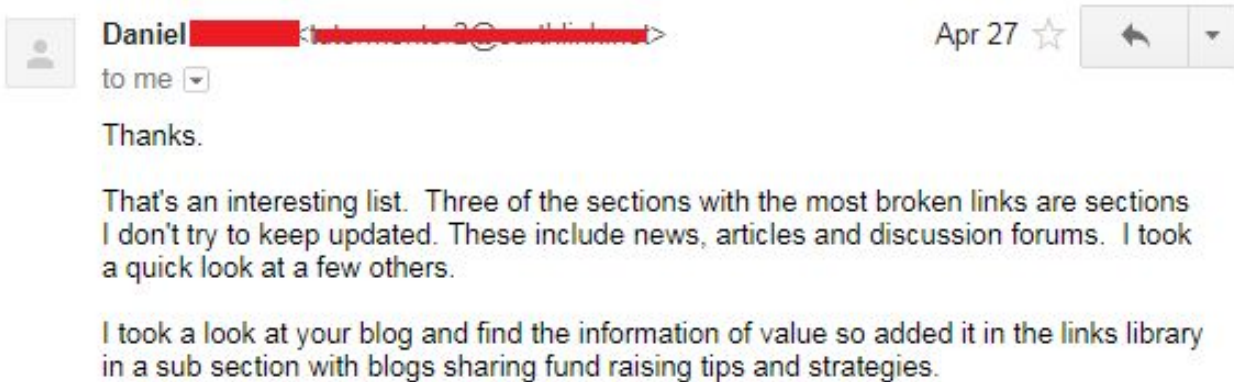 Daniel
Apr 27
to me
Thanks.
That's an interesting list.  Three of the sections with the most broken links are sections
I don't try to keep updated. These include news, articles and discussion forums.  I took
a quick look at a few others.
I took a look at your blog and find the information of value so added it in the links library
in a sub section with blogs sharing fund raising tips and strategies.